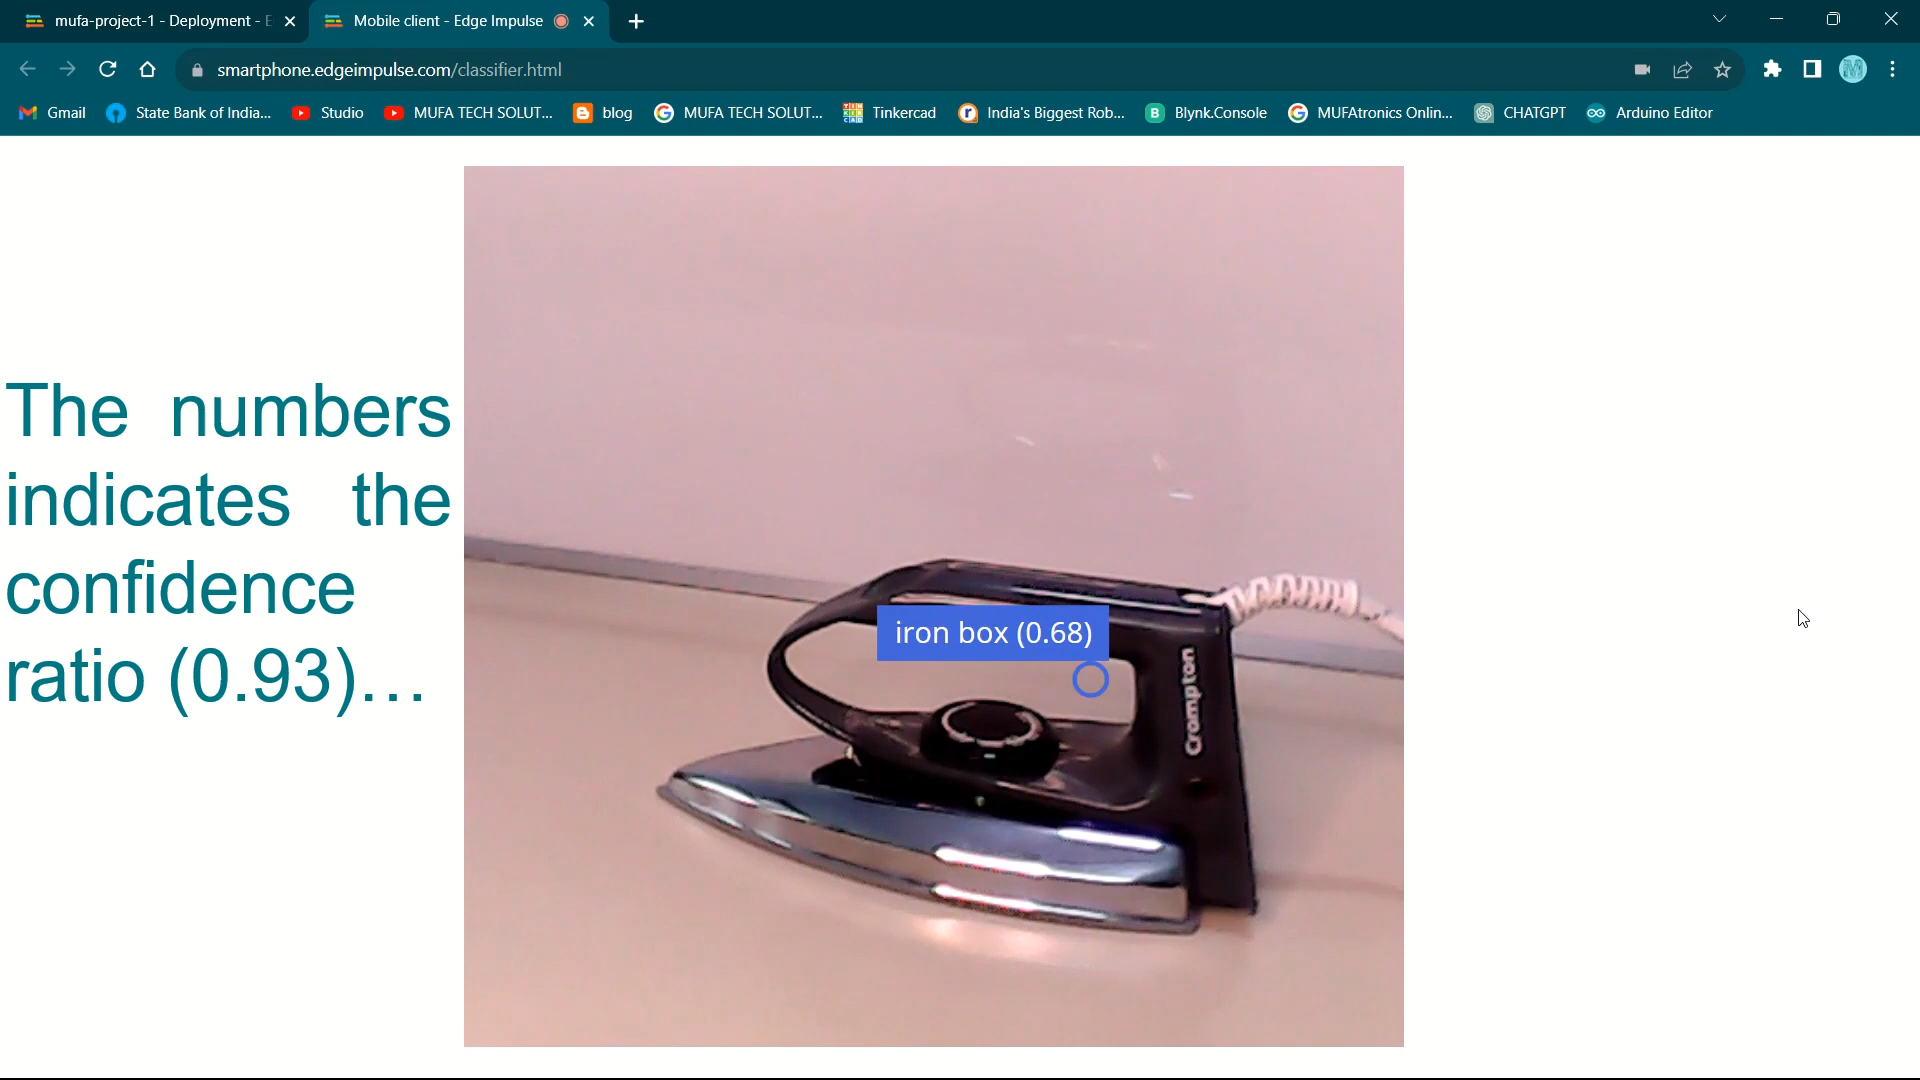 mufa-project-1 - Deployment - E
Mobile client - Edge Impulse
smartphone.edgeimpulse.com/classifier.html
Gmail
State Bank of India...
Studio
MUFA TECH SOLUT...
blog
MUFA TECH SOLUT...
Tinkercad
India's Biggest Rob...
Blynk.Console
MUFAtronics Onlin...
CHATGPT
Arduino Editor
The numbers
indicates the
confidence
ratio (0.93)...
iron box (0.68)
Crompton